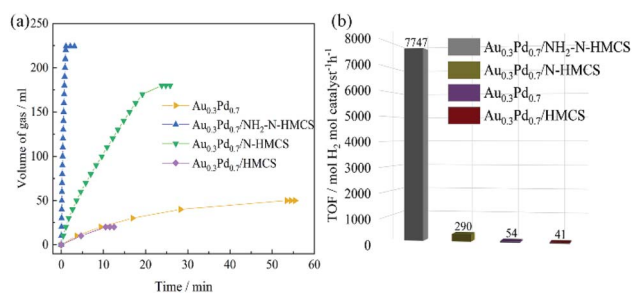 (a)
250
200
150
100
50
0
Volume of gas / ml
0 10 20 30 40 50 60
Time / min
Au0.3Pd0.7
Au0.3Pd0.7/NH2-N-HMCS
Au0.3Pd0.7/N-HMCS
Au0.3Pd0.7/HMCS
(b)
8000
7000
6000
5000
4000
3000
2000
1000
0
TOF / mol H2 mol catalyst-1h-1
7747
290
54
41
Au0.3Pd0.7/NH2-N-HMCS
Au0.3Pd0.7/N-HMCS
Au0.3Pd0.7
Au0.3Pd0.7/HMCS